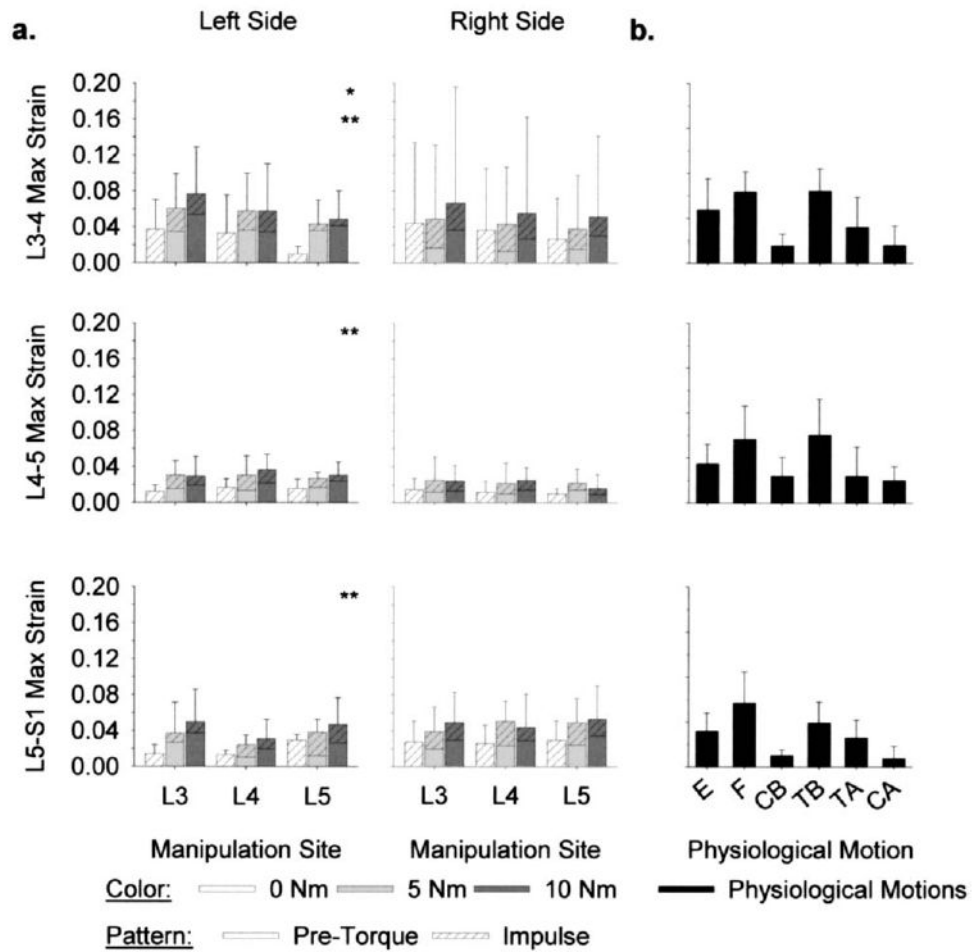 a.
Left Side
Right Side
b.
L3-4 Max Strain
0.20
0.16
0.12
0.08
0.04
0.00
*
**
L4-5 Max Strain
0.20
0.16
0.12
0.08
0.04
0.00
**
L5-S1 Max Strain
0.20
0.16
0.12
0.08
0.04
0.00
**
L3 L4 L5
L3 L4 L5
E F CB TB TA CA
Manipulation Site
Manipulation Site
Physiological Motion
Color: 0 Nm 5 Nm 10 Nm Physiological Motions
Pattern: Pre-Torque Impulse